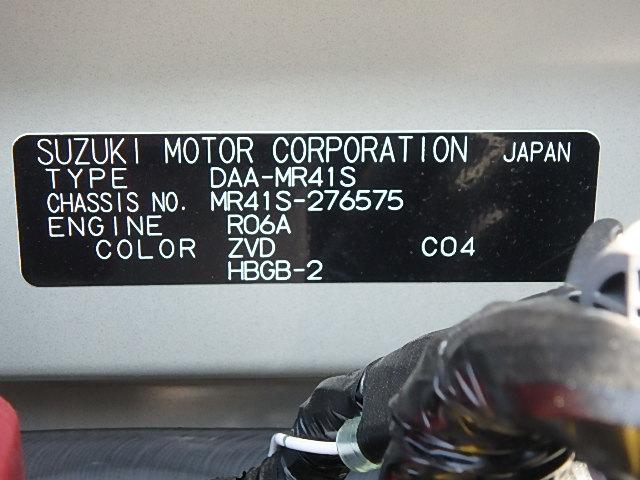 SUZUKI MOTOR CORPORATION JAPAN
TYPE DAA-MR41S
CHASSIS NO. MR41S-276575
ENGINE R06A
COLOR ZVD C04
HBGB-2